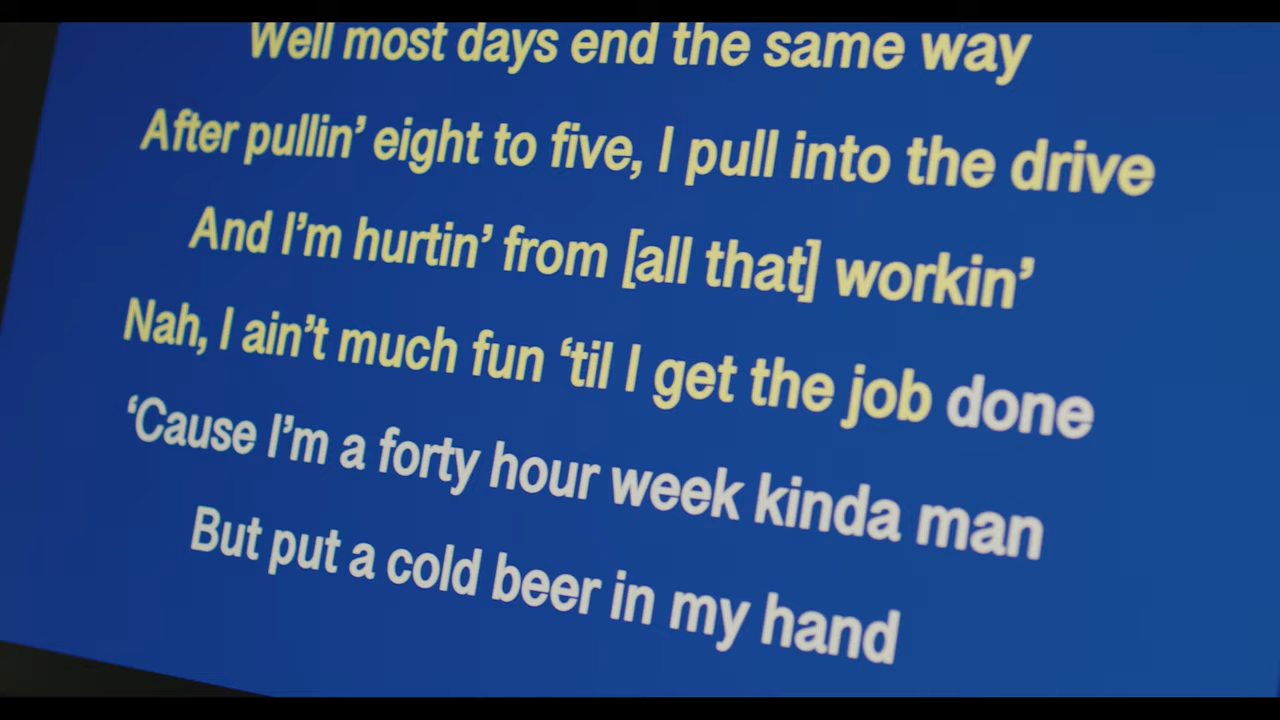 Well most days end the same way
After pullin’ eight to five, I pull into the drive
And I’m hurtin’ from [all that] workin’
Nah, I ain’t much fun ‘til I get the job done
‘Cause I’m a forty hour week kinda man
But put a cold beer in my hand